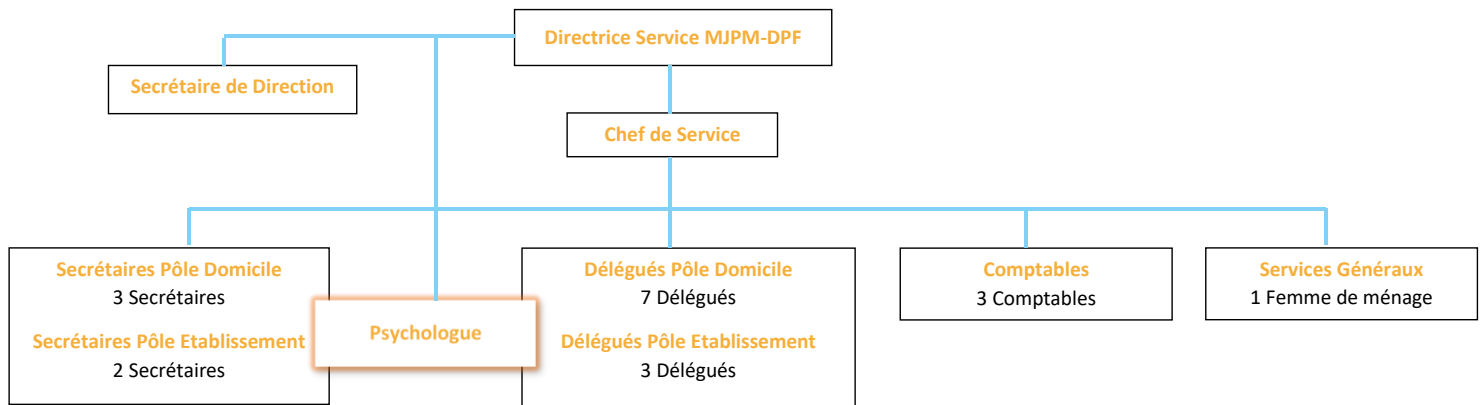 Directrice Service MJPM-DPF
Secrétaire de Direction
Chef de Service
Secrétaires Pôle Domicile
3 Secrétaires
Secrétaires Pôle Etablissement
2 Secrétaires
Psychologue
Délégués Pôle Domicile
7 Délégués
Délégués Pôle Etablissement
3 Délégués
Comptables
3 Comptables
Services Généraux
1 Femme de ménage